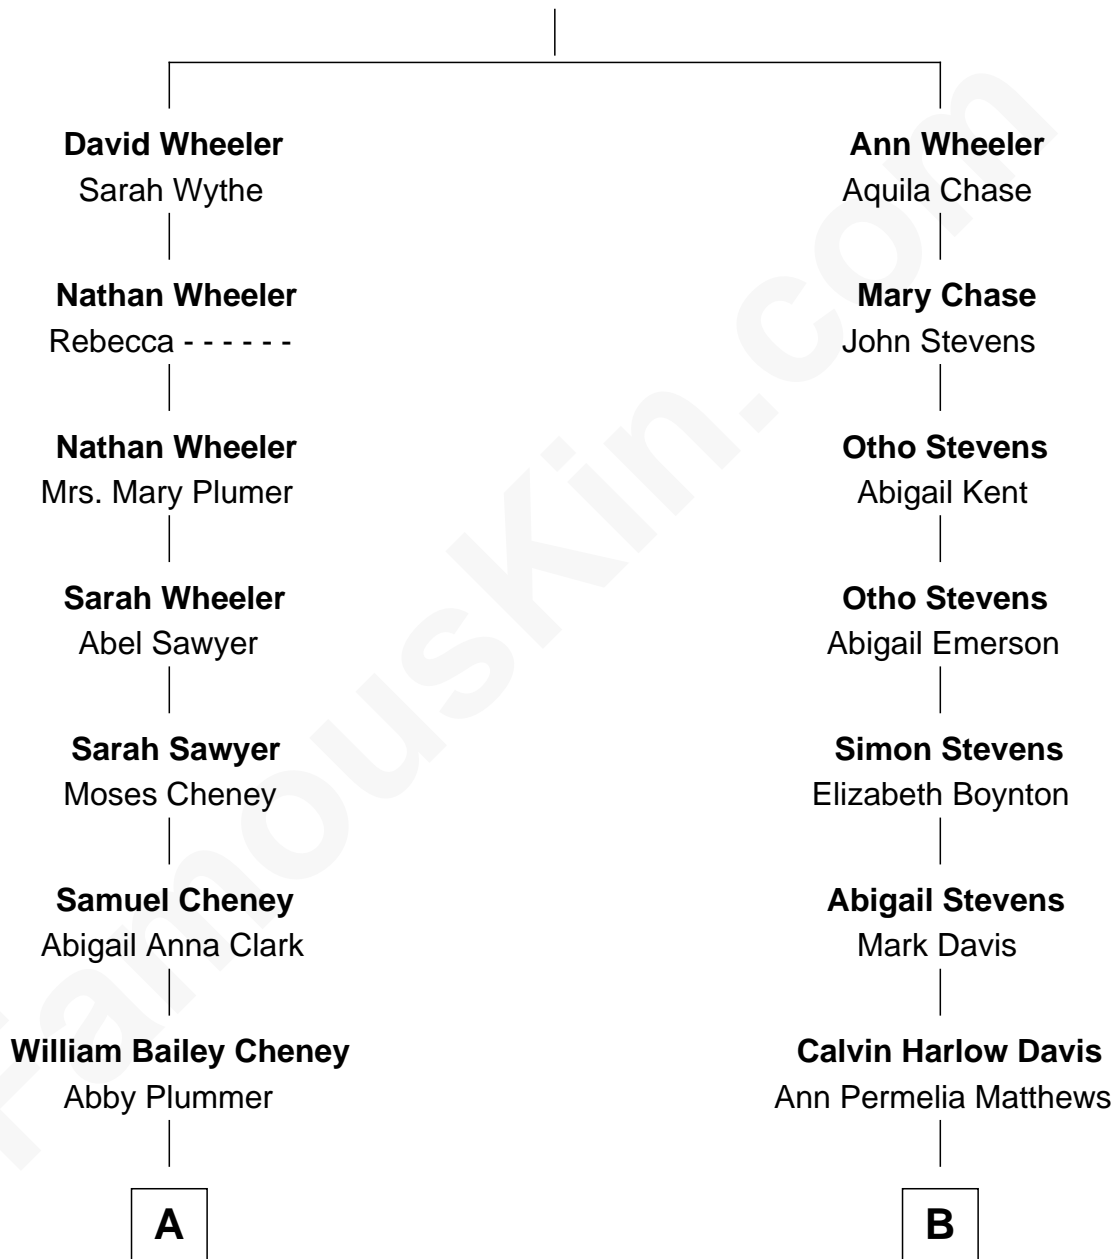 David Wheeler
Sarah Wythe
Ann Wheeler
Aquila Chase
Nathan Wheeler
Rebecca - - - - - -
Mary Chase
John Stevens
Nathan Wheeler
Mrs. Mary Plumer
Otho Stevens
Abigail Kent
Sarah Wheeler
Abel Sawyer
Otho Stevens
Abigail Emerson
Sarah Sawyer
Moses Cheney
Simon Stevens
Elizabeth Boynton
Samuel Cheney
Abigail Anna Clark
Abigail Stevens
Mark Davis
William Bailey Cheney
Abby Plummer
Calvin Harlow Davis
Ann Permelia Matthews
A
B
FamousKin.com